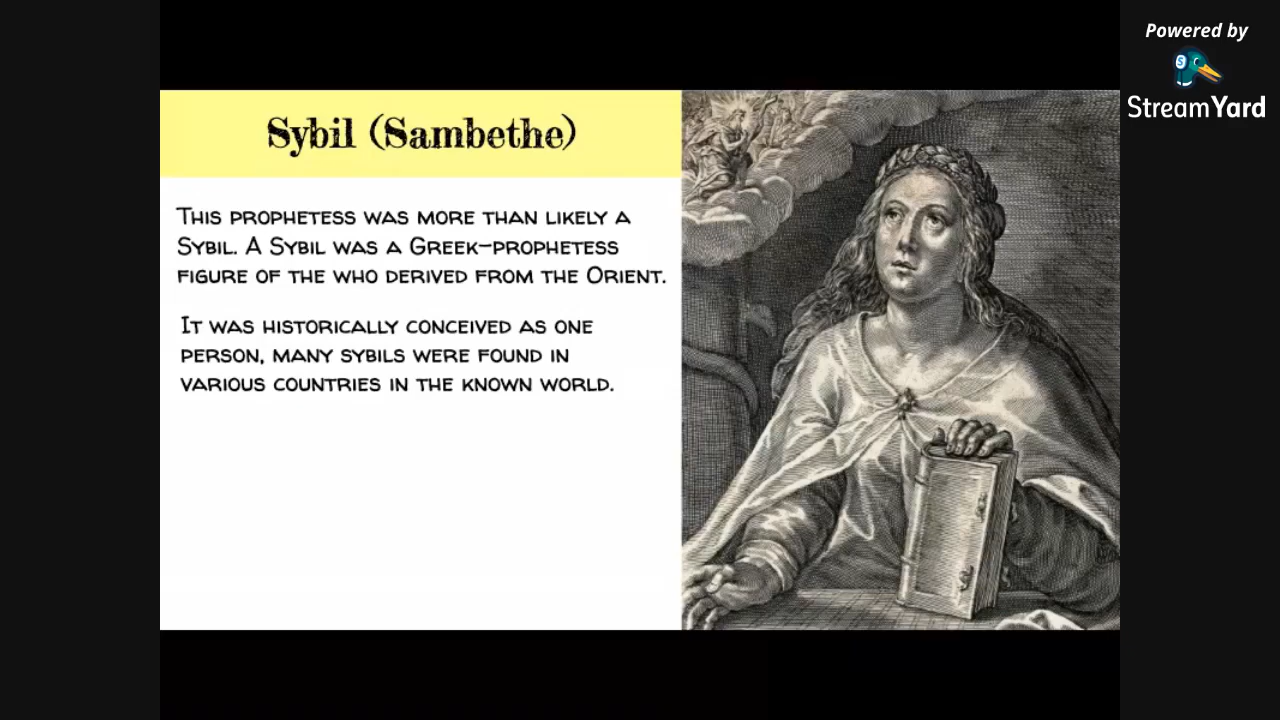 Powered by
StreamYard
Sybil (Sambethe)
This prophetess was more than likely a
Sybil. A Sybil was a Greek-prophetess
figure of the who derived from the Orient.
It was historically conceived as one
person, many sybils were found in
various countries in the known world.